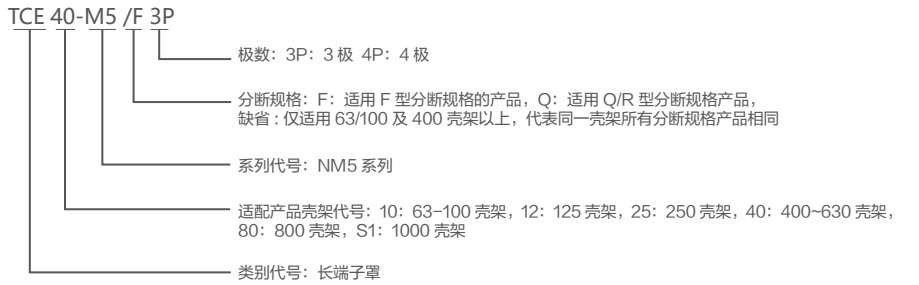 TCE 40-M5 /F 3P
极数：3P：3 极 4P：4 极
分断规格：F：适用 F 型分断规格的产品，Q：适用 Q/R 型分断规格产品，
缺省：仅适用 63/100 及 400 壳架以上，代表同一壳架所有分断规格产品相同
系列代号：NM5 系列
适配产品壳架代号：10：63-100 壳架，12：125 壳架，25：250 壳架，40：400~630 壳架，
80：800 壳架，S1：1000 壳架
类别代号：长端子罩